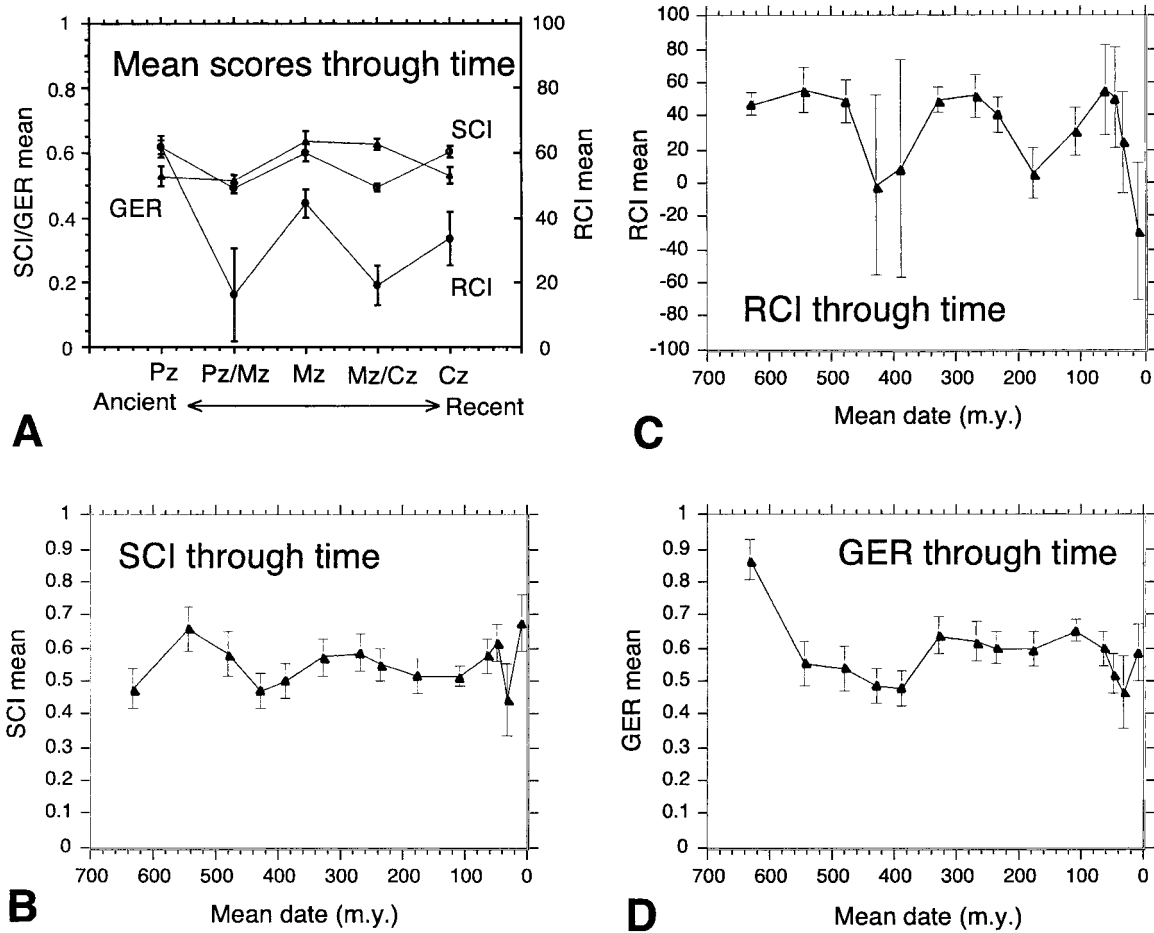 Mean scores through time
SCI/GER mean
1
0.8
0.6
0.4
0.2
0
RCI mean
100
80
60
40
20
0
SCI
GER
RCI
Pz Pz/Mz Mz Mz/Cz Cz
Ancient Recent
A
RCI mean
100
80
60
40
20
0
-20
-40
-60
-80
-100
RCI through time
700 600 500 400 300 200 100 0
Mean date (m.y.)
C
SCI mean
1
0.9
0.8
0.7
0.6
0.5
0.4
0.3
0.2
0.1
0
SCI through time
700 600 500 400 300 200 100 0
Mean date (m.y.)
B
GER mean
1
0.9
0.8
0.7
0.6
0.5
0.4
0.3
0.2
0.1
0
GER through time
700 600 500 400 300 200 100 0
Mean date (m.y.)
D